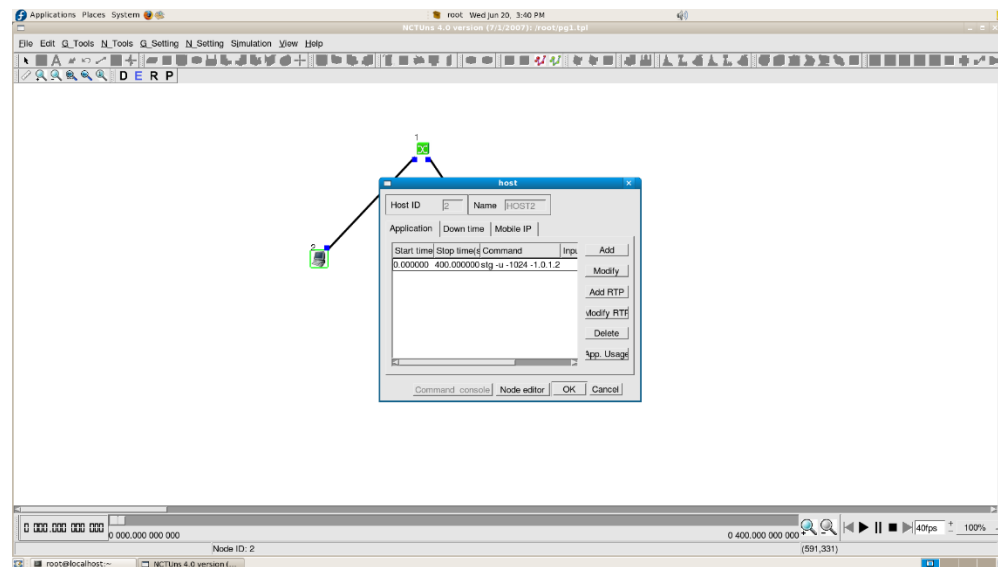 Applications Places System root Wed Jun 20, 3:40 PM
NCTUns 4.0 version (7/1/2007): /root/pg1.tpl
File Edit G_Tools N_Tools G_Setting N_Setting Simulation View Help
A
D E R P
1
2
host
Host ID 2 Name HOST2
Application Down time Mobile IP
Start time Stop time(s Command Inpu
0.000000 400.000000 stg -u -1024 -1.0.1.2
Add
Modify
Add RTP
Modify RTF
Delete
App. Usage
Command console Node editor OK Cancel
0 000.000 000 000
0 000.000 000 000
0 400.000 000 000
40fps
+
-
100%
Node ID: 2
(591,331)
root@localhost:~ NCTUns 4.0 version (...